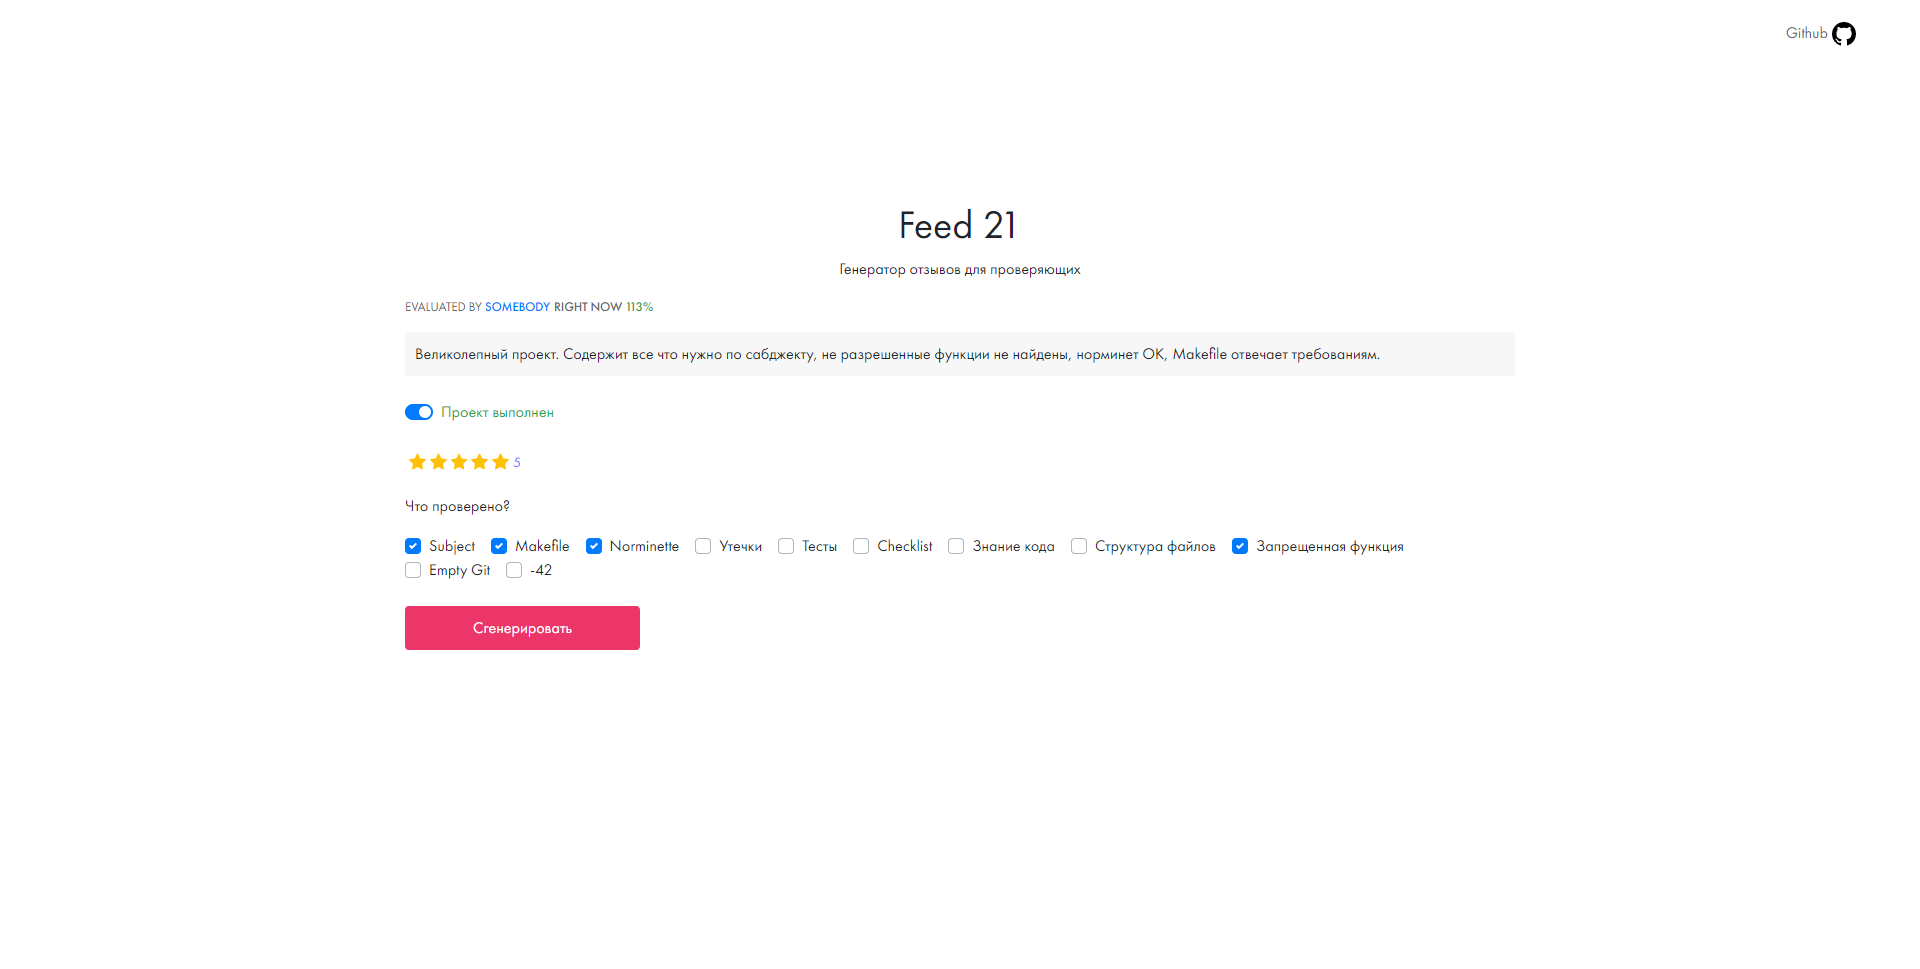 Github
Feed 21
Генератор отзывов для проверяющих
EVALUATED BY SOMEBODY RIGHT NOW 113%
Великолепный проект. Содержит все что нужно по сабджекту, не разрешенные функции не найдены, норминет ОК, Makefile отвечает требованиям.
Проект выполнен
5
Что проверено?
Subject Makefile Norminette Утечки Тесты Checklist Знание кода Структура файлов Запрещенная функция
Empty Git -42
Сгенерировать